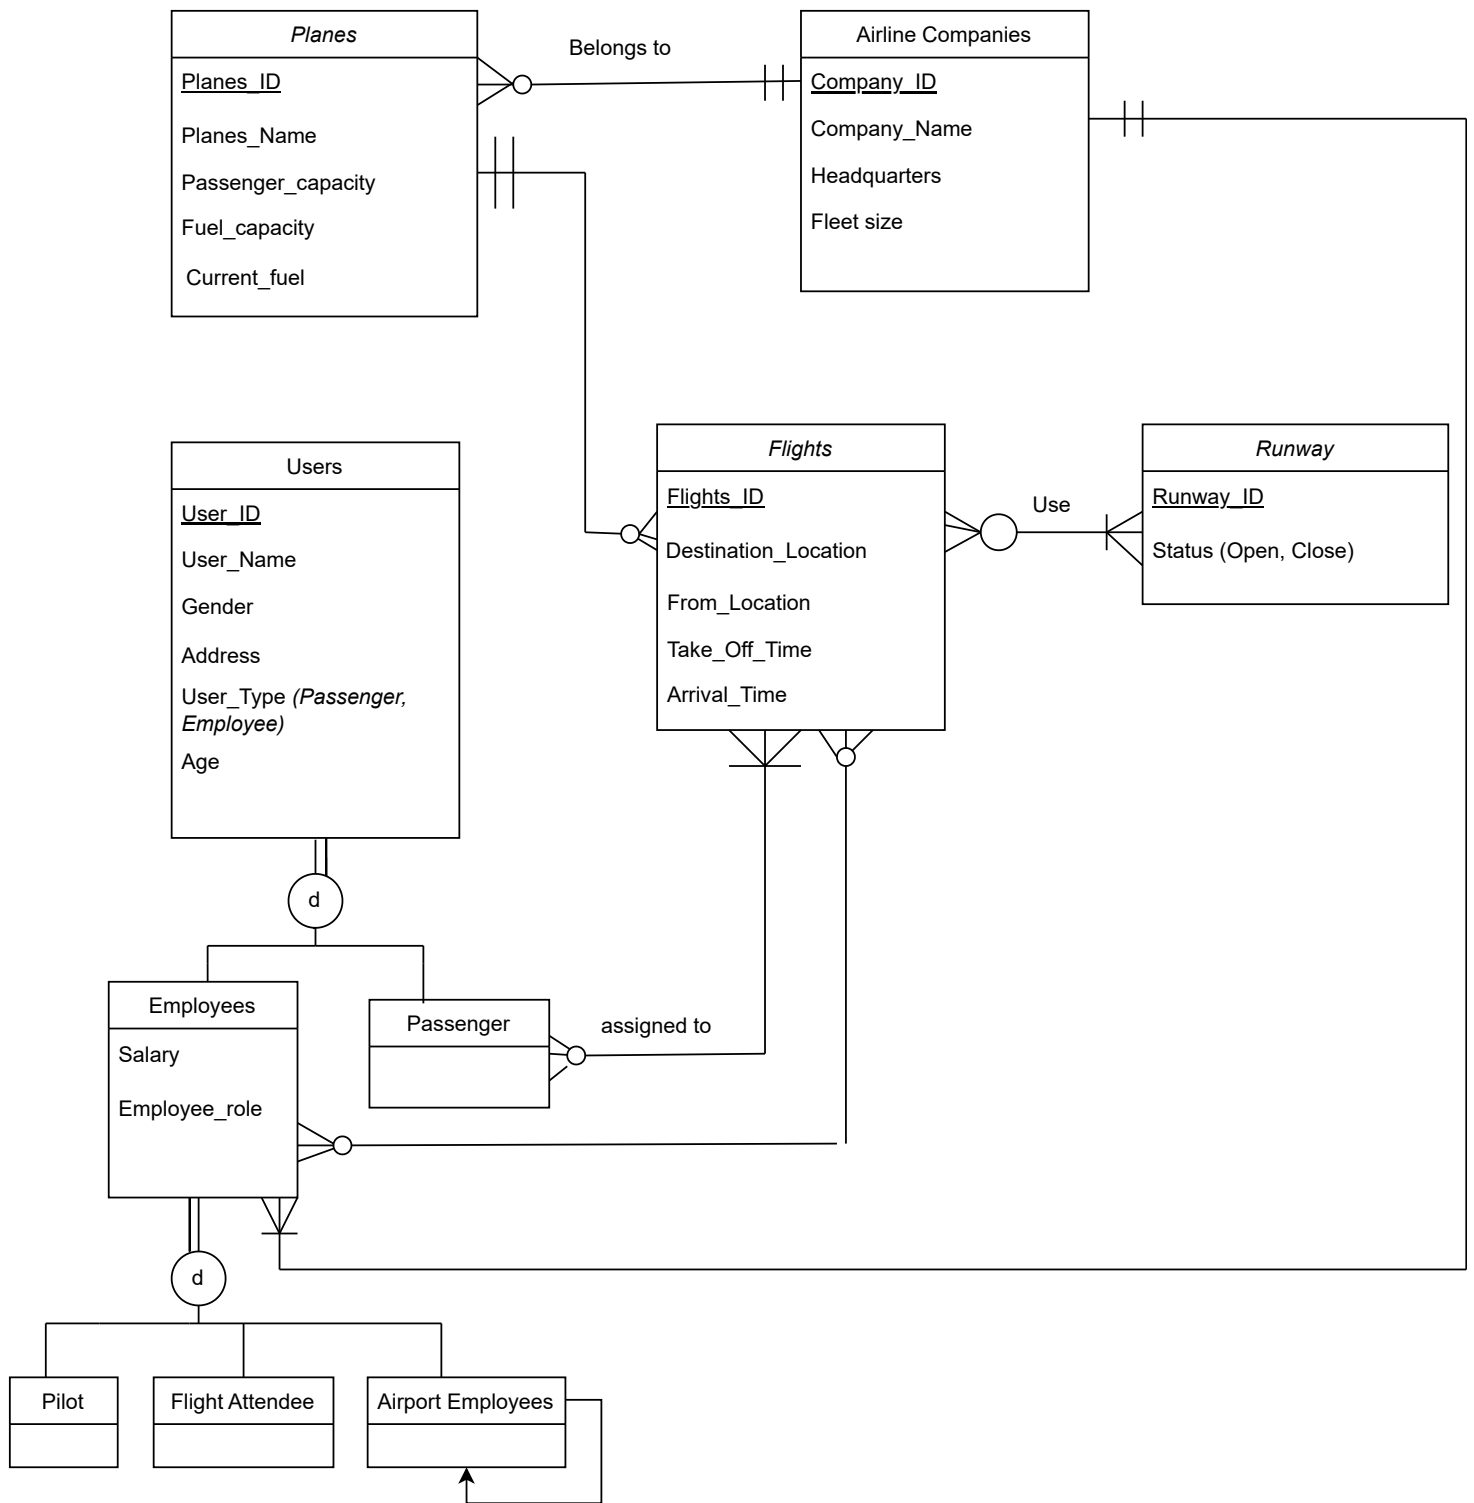 Planes
Planes_ID
Planes_Name
Passenger_capacity
Fuel_capacity
Current_fuel
Belongs to
Airline Companies
Company_ID
Company_Name
Headquarters
Fleet size
Users
User_ID
User_Name
Gender
Address
User_Type (Passenger,
Employee)
Age
Flights
Flights_ID
Destination_Location
From_Location
Take_Off_Time
Arrival_Time
Use
Runway
Runway_ID
Status (Open, Close)
d
Employees
Salary
Employee_role
Passenger
assigned to
d
Pilot
Flight Attendee
Airport Employees